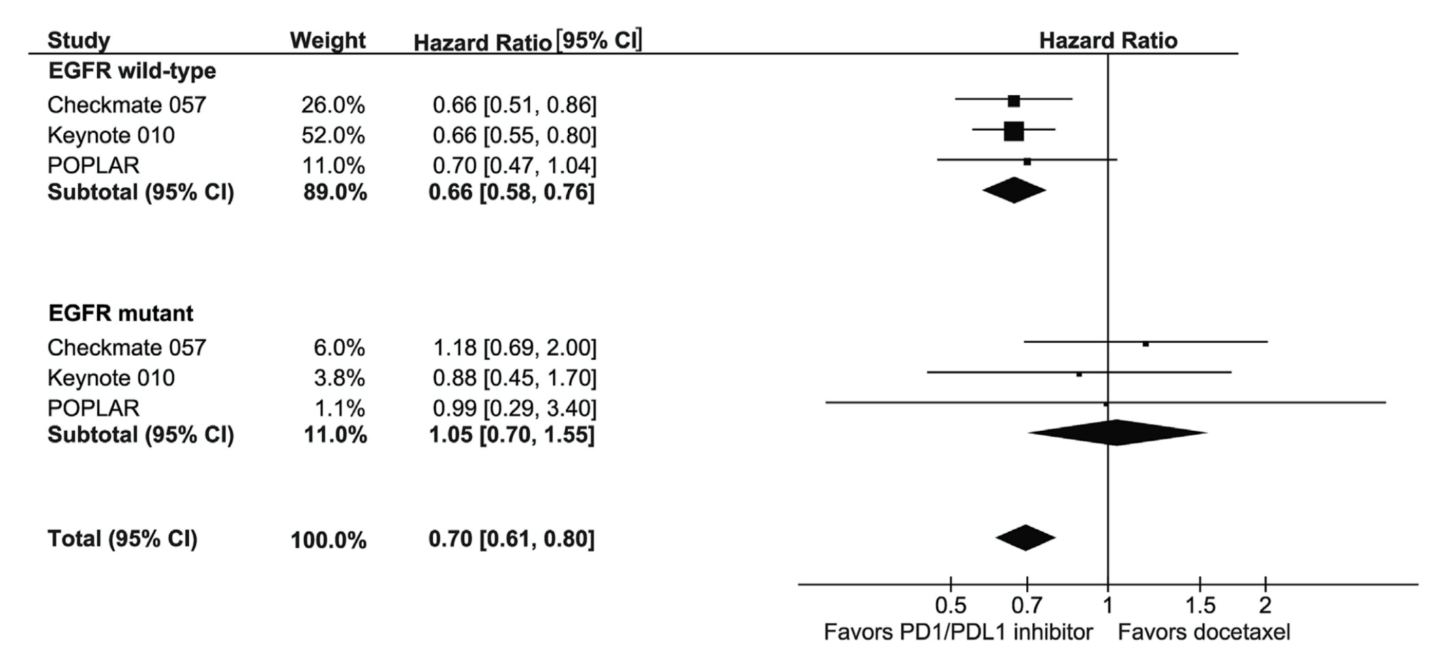 Study Weight Hazard Ratio [95% CI] Hazard Ratio
EGFR wild-type
Checkmate 057 26.0% 0.66 [0.51, 0.86]
Keynote 010 52.0% 0.66 [0.55, 0.80]
POPLAR 11.0% 0.70 [0.47, 1.04]
Subtotal (95% CI) 89.0% 0.66 [0.58, 0.76]
EGFR mutant
Checkmate 057 6.0% 1.18 [0.69, 2.00]
Keynote 010 3.8% 0.88 [0.45, 1.70]
POPLAR 1.1% 0.99 [0.29, 3.40]
Subtotal (95% CI) 11.0% 1.05 [0.70, 1.55]
Total (95% CI) 100.0% 0.70 [0.61, 0.80]
0.5 0.7 1 1.5 2
Favors PD1/PDL1 inhibitor Favors docetaxel